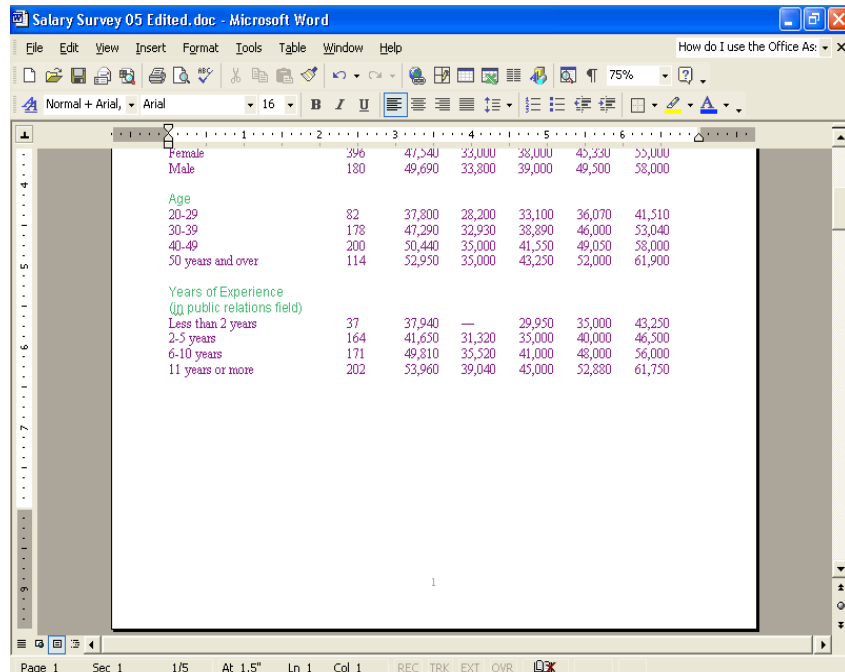 Salary Survey 05 Edited.doc - Microsoft Word
File Edit View Insert Format Tools Table Window Help How do I use the Office As:
75%
Normal + Arial, Arial 16 B I U
1 2 3 4 5 6
Female 396 47,540 33,000 38,000 45,330 55,000
Male 180 49,690 33,800 39,000 49,500 58,000
Age
20-29 82 37,800 28,200 33,100 36,070 41,510
30-39 178 47,290 32,930 38,890 46,000 53,040
40-49 200 50,440 35,000 41,550 49,050 58,000
50 years and over 114 52,950 35,000 43,250 52,000 61,900
Years of Experience
(in public relations field)
Less than 2 years 37 37,940 — 29,950 35,000 43,250
2-5 years 164 41,650 31,320 35,000 40,000 46,500
6-10 years 171 49,810 35,520 41,000 48,000 56,000
11 years or more 202 53,960 39,040 45,000 52,880 61,750
1
Page 1 Sec 1 1/5 At 1.5" Ln 1 Col 1 REC TRK EXT OVR